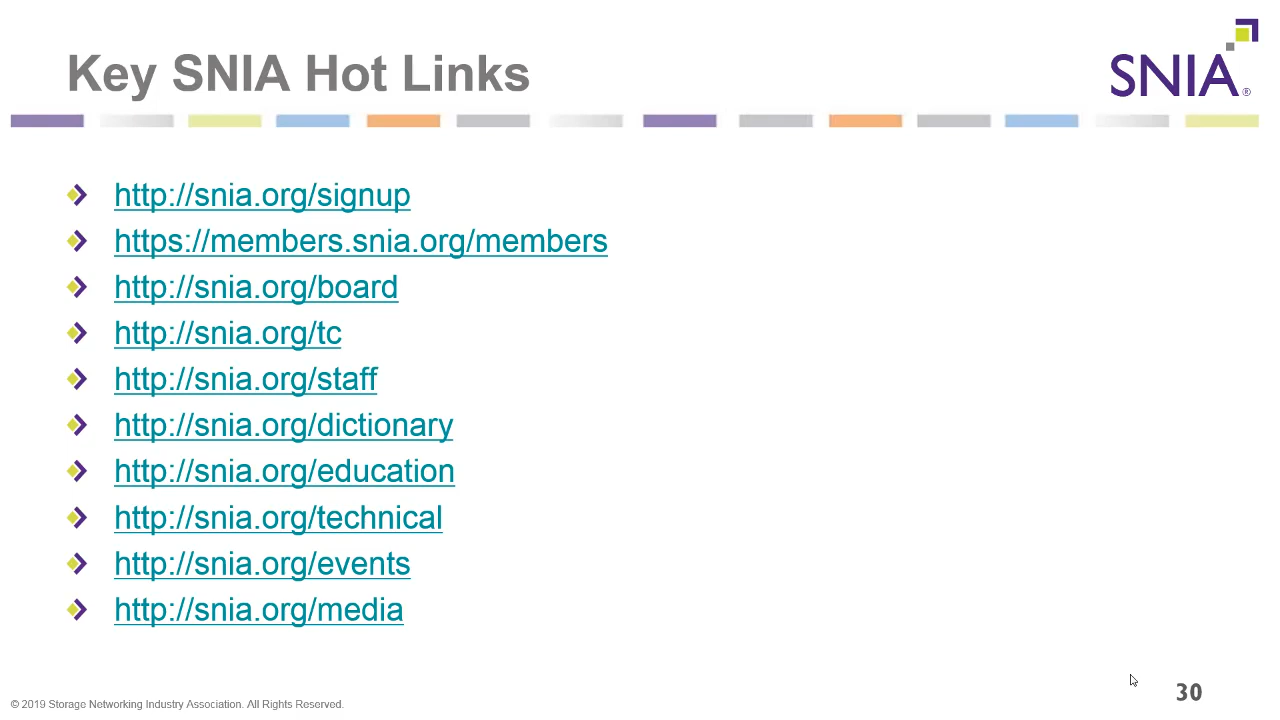 Key SNIA Hot Links
SNIA®
http://snia.org/signup
https://members.snia.org/members
http://snia.org/board
http://snia.org/tc
http://snia.org/staff
http://snia.org/dictionary
http://snia.org/education
http://snia.org/technical
http://snia.org/events
http://snia.org/media
© 2019 Storage Networking Industry Association. All Rights Reserved.
30